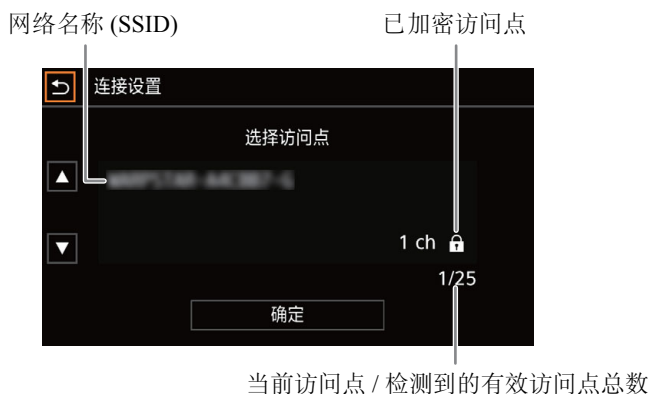 网络名称 (SSID)
已加密访问点
连接设置
选择访问点
1 ch
1/25
确定
当前访问点 / 检测到的有效访问点总数